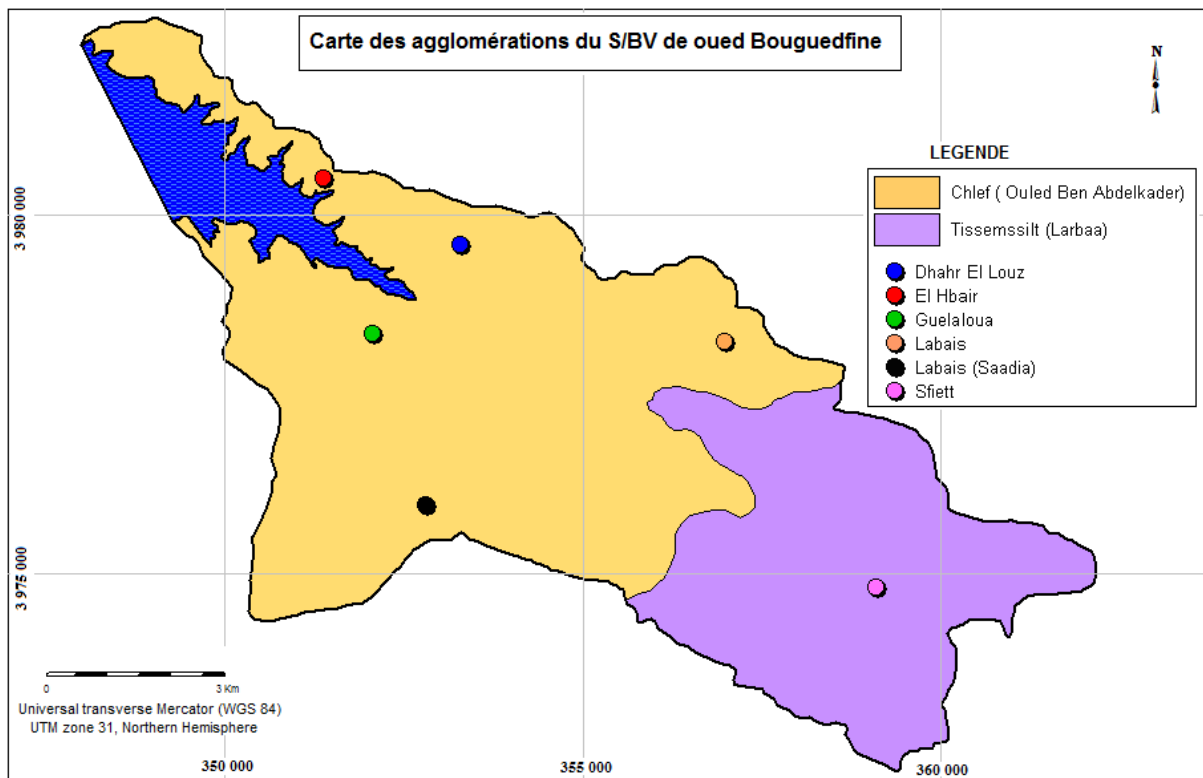 Carte des agglomérations du S/BV de oued Bouguedfine
N
LEGENDE
Chlef ( Ouled Ben Abdelkader)
Tissemssilt (Larbaa)
Dhahr El Louz
El Hbair
Guelaloua
Labais
Labais (Saadia)
Sfiett
3 980 000
3 975 000
0 3 Km
Universal transverse Mercator (WGS 84)
UTM zone 31, Northern Hemisphere
350 000 355 000 360 000